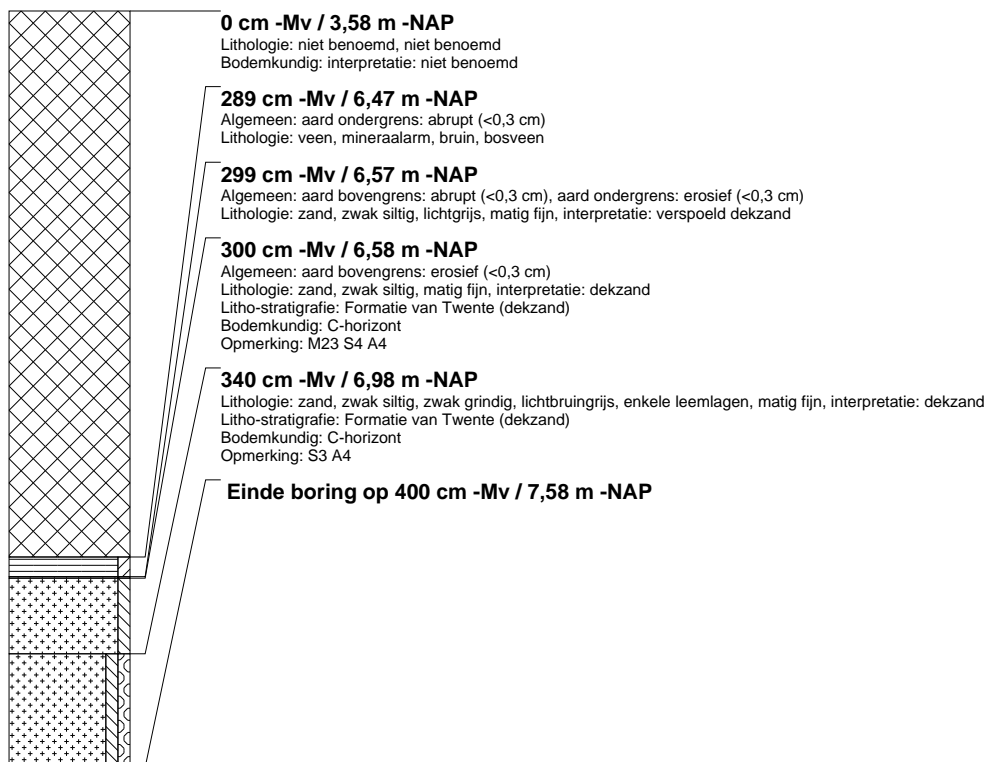 0 cm -Mv / 3,58 m -NAP
Lithologie: niet benoemd, niet benoemd
Bodemkundig: interpretatie: niet benoemd
289 cm -Mv / 6,47 m -NAP
Algemeen: aard ondergrens: abrupt (<0,3 cm)
Lithologie: veen, mineraalarm, bruin, bosveen
299 cm -Mv / 6,57 m -NAP
Algemeen: aard bovengrens: abrupt (<0,3 cm), aard ondergrens: erosief (<0,3 cm)
Lithologie: zand, zwak siltig, lichtgrijs, matig fijn, interpretatie: verspoeld dekzand
300 cm -Mv / 6,58 m -NAP
Algemeen: aard bovengrens: erosief (<0,3 cm)
Lithologie: zand, zwak siltig, matig fijn, interpretatie: dekzand
Litho-stratigrafie: Formatie van Twente (dekzand)
Bodemkundig: C-horizont
Opmerking: M23 S4 A4
340 cm -Mv / 6,98 m -NAP
Lithologie: zand, zwak siltig, zwak grindig, lichtbruingrijs, enkele leemlagen, matig fijn, interpretatie: dekzand
Litho-stratigrafie: Formatie van Twente (dekzand)
Bodemkundig: C-horizont
Opmerking: S3 A4
Einde boring op 400 cm -Mv / 7,58 m -NAP